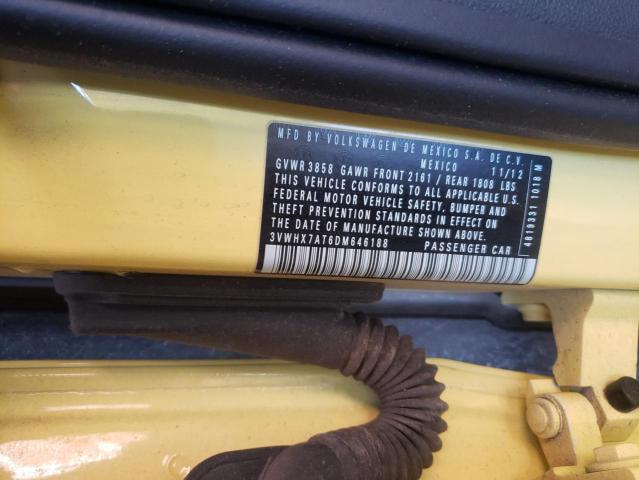 MFD BY VOLKSWAGEN DE MEXICO S.A. DE C.V.
MEXICO 11/12
GVWR 3858 GAWR FRONT 2161 / REAR 1808 LBS
THIS VEHICLE CONFORMS TO ALL APPLICABLE U.S.
FEDERAL MOTOR VEHICLE SAFETY, BUMPER AND
THEFT PREVENTION STANDARDS IN EFFECT ON
THE DATE OF MANUFACTURE SHOWN ABOVE.
3VWHX7AT6DM646188 PASSENGER CAR
4819331 1018 M